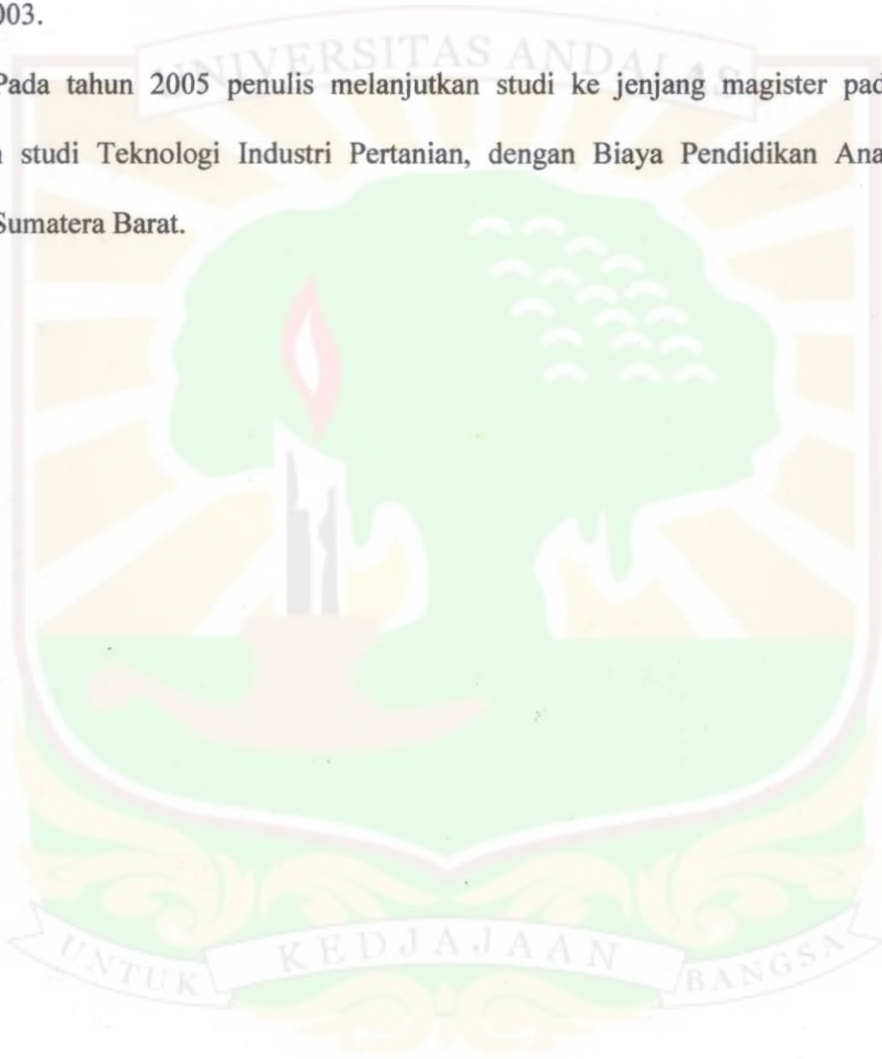 003.
Pada tahun 2005 penulis melanjutkan studi ke jenjang magister pad
studi Teknologi Industri Pertanian, dengan Biaya Pendidikan Ana
Sumatera Barat.
UNIVERSITAS ANDALAS
UNTUK KEDJAJAAN BANGSA